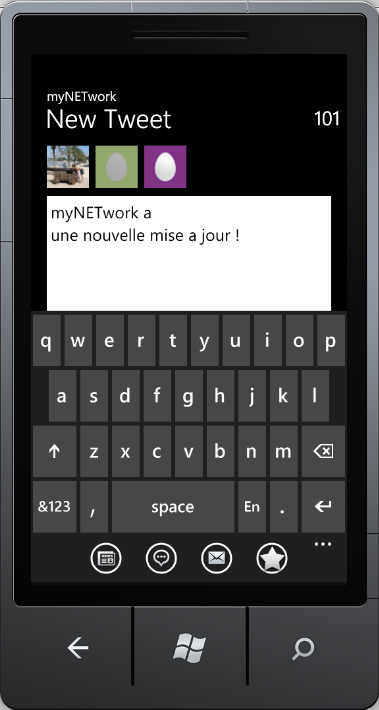 myNETwork
New Tweet
101
myNETwork a
une nouvelle mise a jour !
q w e r t y u i o p
a s d f g h j k l
z x c v b n m
&123 , space En .
...